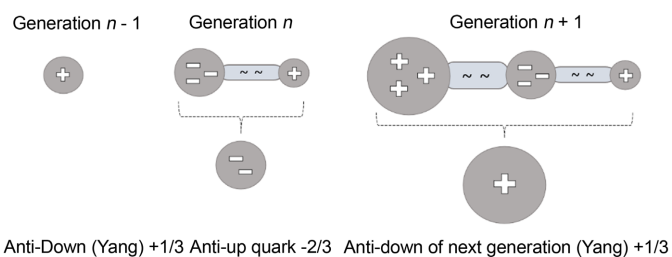 Generation n - 1 Generation n Generation n + 1
+ - - - ~ ~ + + + + ~ ~ - - - ~ ~ +
- - +
Anti-Down (Yang) +1/3 Anti-up quark -2/3 Anti-down of next generation (Yang) +1/3